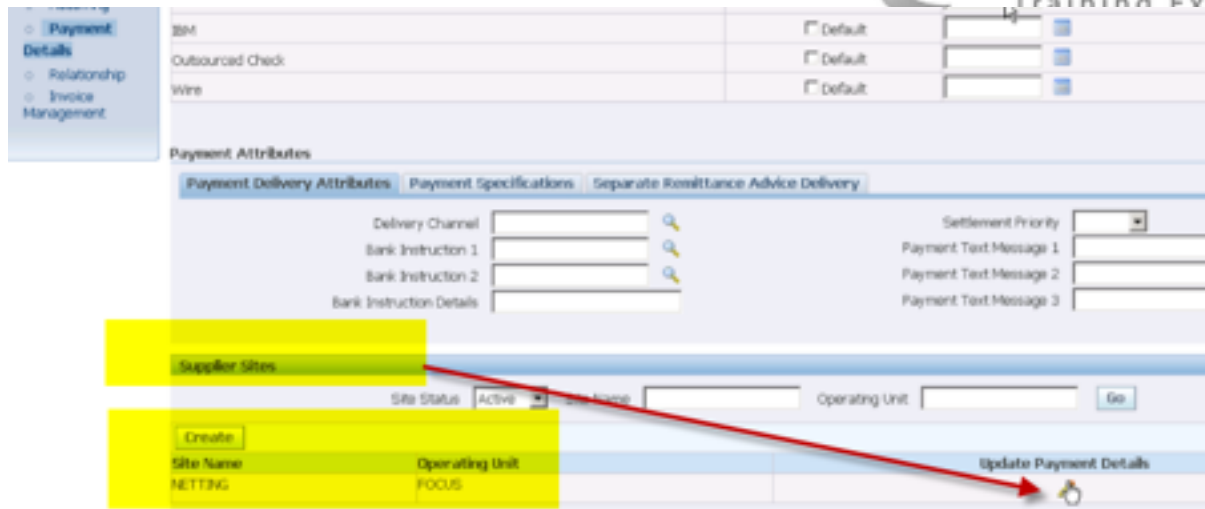 Training Ex
Payment
Details
Relationship
Invoice
Management
IBM Default
Outsourced Check Default
Wire Default
Payment Attributes
Payment Delivery Attributes Payment Specifications Separate Remittance Advice Delivery
Delivery Channel Settlement Priority
Bank Instruction 1 Payment Text Message 1
Bank Instruction 2 Payment Text Message 2
Bank Instruction Details Payment Text Message 3
Supplier Sites
Site Status Active Site Name Operating Unit Go
Create
Site Name Operating Unit Update Payment Details
NETTING FOCUS